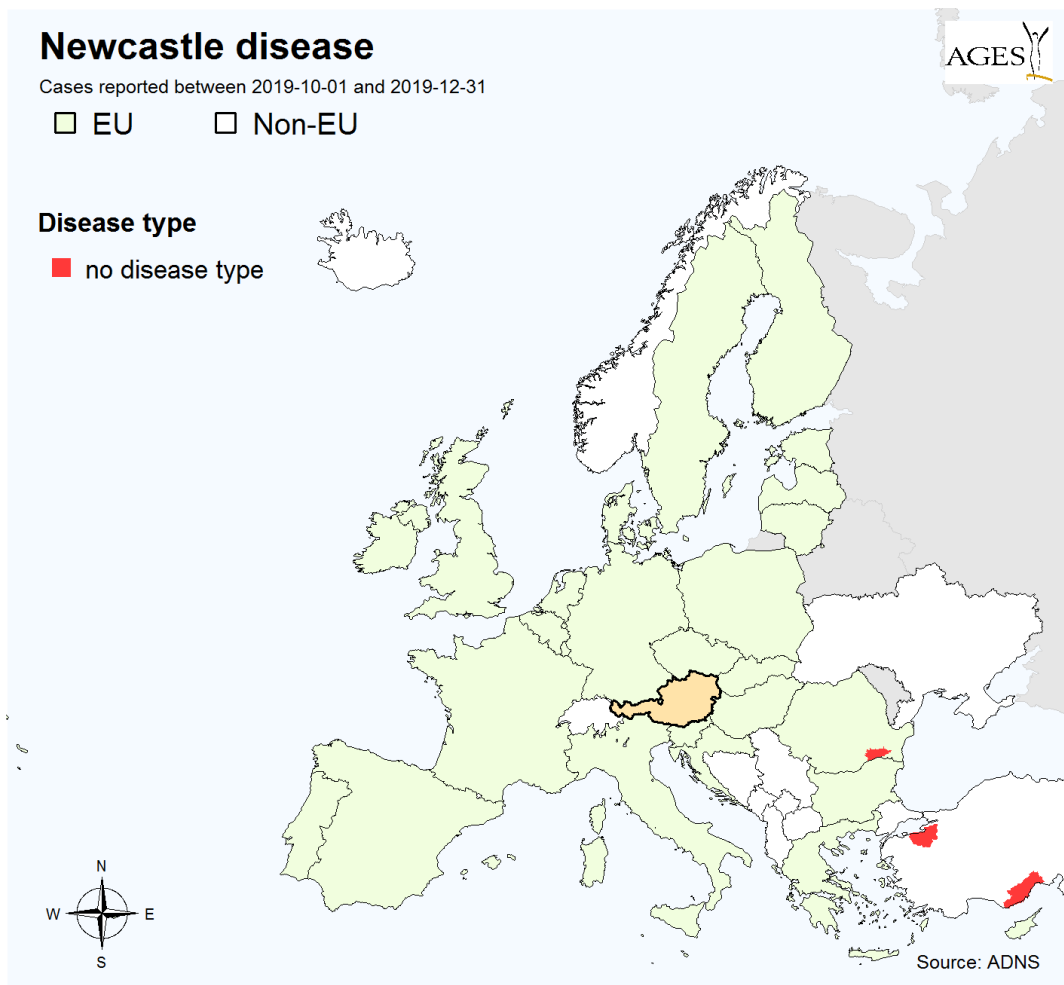 Newcastle disease
Cases reported between 2019-10-01 and 2019-12-31
EU Non-EU
AGES
Disease type
no disease type
N
W E
S
Source: ADNS